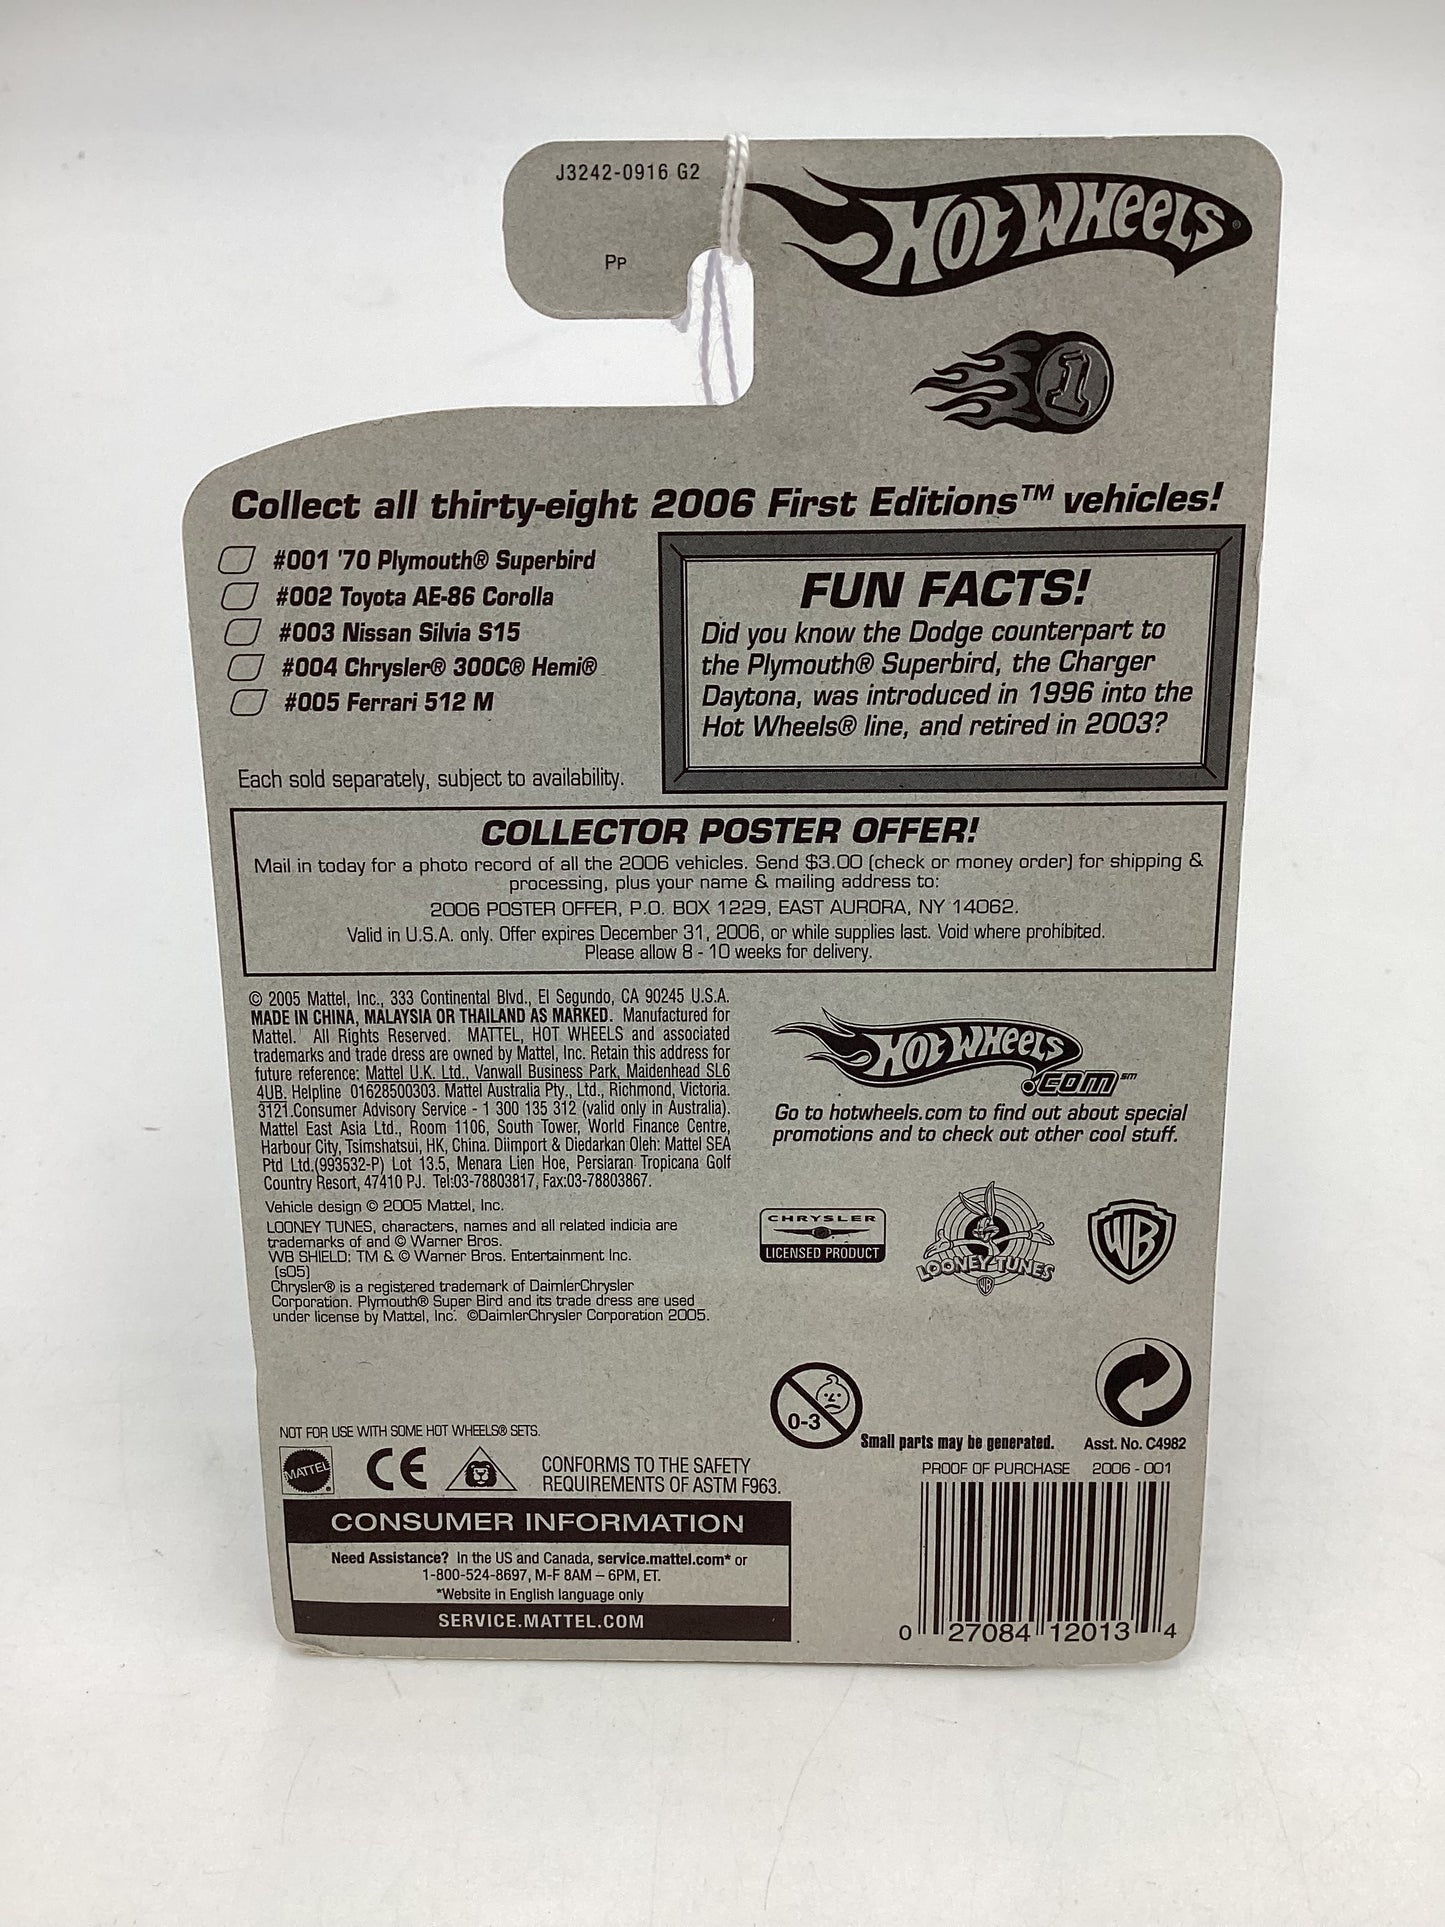 J3242-0916 G2
PP
HOT WHEELS®
1
Collect all thirty-eight 2006 First Editions™ vehicles!
#001 '70 Plymouth® Superbird
#002 Toyota AE-86 Corolla
#003 Nissan Silvia S15
#004 Chrysler® 300C® Hemi®
#005 Ferrari 512 M
Each sold separately, subject to availability.
FUN FACTS!
Did you know the Dodge counterpart to
the Plymouth® Superbird, the Charger
Daytona, was introduced in 1996 into the
Hot Wheels® line, and retired in 2003?
COLLECTOR POSTER OFFER!
Mail in today for a photo record of all the 2006 vehicles. Send $3.00 (check or money order) for shipping &
processing, plus your name & mailing address to:
2006 POSTER OFFER, P.O. BOX 1229, EAST AURORA, NY 14062.
Valid in U.S.A. only. Offer expires December 31, 2006, or while supplies last. Void where prohibited.
Please allow 8 - 10 weeks for delivery.
© 2005 Mattel, Inc., 333 Continental Blvd., El Segundo, CA 90245 U.S.A.
MADE IN CHINA, MALAYSIA OR THAILAND AS MARKED. Manufactured for
Mattel. All Rights Reserved. MATTEL, HOT WHEELS and associated
trademarks and trade dress are owned by Mattel, Inc. Retain this address for
future reference: Mattel U.K. Ltd., Vanwall Business Park, Maidenhead SL6
4UB. Helpline 01628500303. Mattel Australia Pty., Ltd., Richmond, Victoria.
3121.Consumer Advisory Service - 1 300 135 312 (valid only in Australia).
Mattel East Asia Ltd., Room 1106, South Tower, World Finance Centre,
Harbour City, Tsimshatsui, HK, China. Diimport & Diedarkan Oleh: Mattel SEA
Ptd Ltd.(993532-P) Lot 13.5, Menara Lien Hoe, Persiaran Tropicana Golf
Country Resort, 47410 PJ. Tel:03-78803817, Fax:03-78803867.
Vehicle design © 2005 Mattel, Inc.
LOONEY TUNES, characters, names and all related indicia are
trademarks of and © Warner Bros.
WB SHIELD: TM & © Warner Bros. Entertainment Inc.
(s05)
Chrysler® is a registered trademark of DaimlerChrysler
Corporation. Plymouth® Super Bird and its trade dress are used
under license by Mattel, Inc. ©DaimlerChrysler Corporation 2005.
HOT WHEELS
.COM℠
Go to hotwheels.com to find out about special
promotions and to check out other cool stuff.
CHRYSLER
LICENSED PRODUCT
LOONEY TUNES
WB
WB
0-3
Small parts may be generated.
Asst. No. C4982
NOT FOR USE WITH SOME HOT WHEELS® SETS.
MATTEL®
CE
CONFORMS TO THE SAFETY
REQUIREMENTS OF ASTM F963.
PROOF OF PURCHASE 2006 - 001
CONSUMER INFORMATION
Need Assistance? In the US and Canada, service.mattel.com* or
1-800-524-8697, M-F 8AM – 6PM, ET.
*Website in English language only
SERVICE.MATTEL.COM
0 27084 12013 4